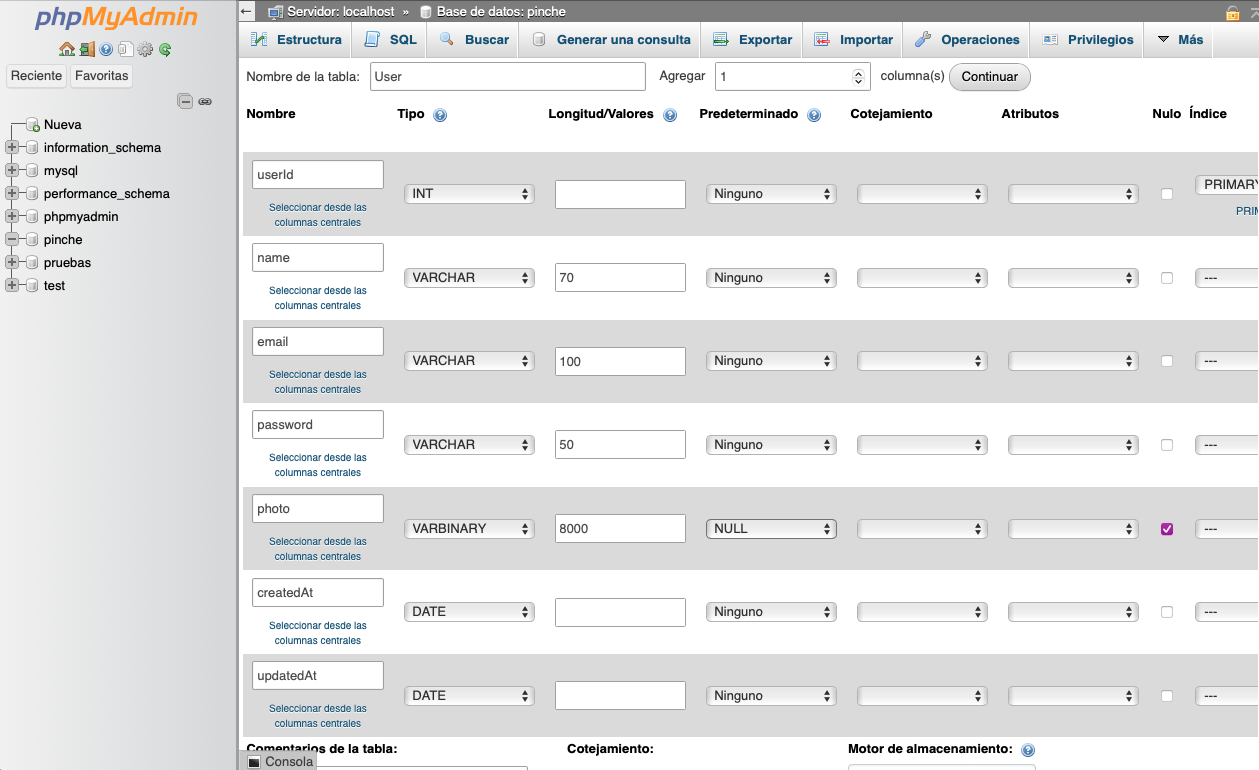 phpMyAdmin
Reciente Favoritas
Nueva
information_schema
mysql
performance_schema
phpmyadmin
pinche
pruebas
test
Servidor: localhost » Base de datos: pinche
Estructura SQL Buscar Generar una consulta Exportar Importar Operaciones Privilegios Más
Nombre de la tabla: User Agregar 1 columna(s) Continuar
Nombre Tipo Longitud/Valores Predeterminado Cotejamiento Atributos Nulo Índice
userId INT Ninguno PRIMARY
Seleccionar desde las
columnas centrales
PRIM
name VARCHAR 70 Ninguno ---
Seleccionar desde las
columnas centrales
email VARCHAR 100 Ninguno ---
Seleccionar desde las
columnas centrales
password VARCHAR 50 Ninguno ---
Seleccionar desde las
columnas centrales
photo VARBINARY 8000 NULL ---
Seleccionar desde las
columnas centrales
createdAt DATE Ninguno ---
Seleccionar desde las
columnas centrales
updatedAt DATE Ninguno ---
Seleccionar desde las
columnas centrales
Comentarios de la tabla: Cotejamiento: Motor de almacenamiento:
Consola